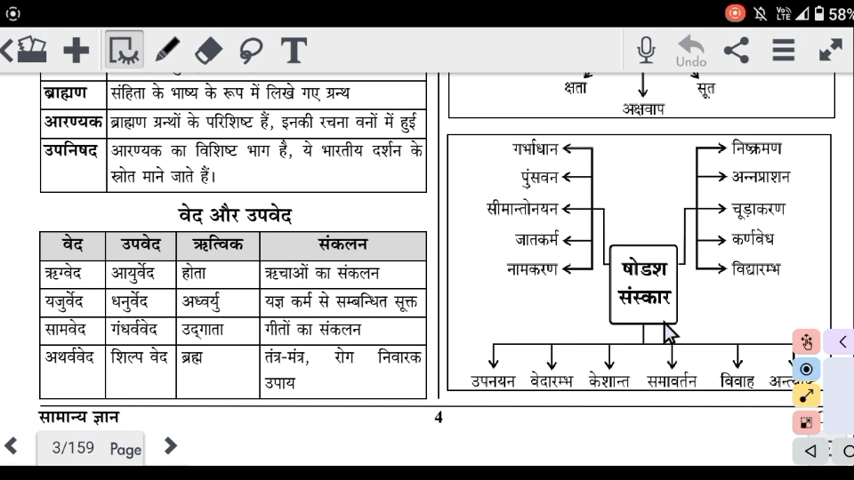 58%
Vo)
LTE
T
Undo
ब्राह्मण संहिता के भाष्य के रूप में लिखे गए ग्रन्थ
आरण्यक ब्राह्मण ग्रन्थों के परिशिष्ट हैं, इनकी रचना वनों में हुई
उपनिषद आरण्यक का विशिष्ट भाग है, ये भारतीय दर्शन के
स्रोत माने जाते हैं।
वेद और उपवेद
वेद उपवेद ऋत्विक संकलन
ऋग्वेद आयुर्वेद होता ऋचाओं का संकलन
यजुर्वेद धनुर्वेद अध्वर्यु यज्ञ कर्म से सम्बन्धित सूक्त
सामवेद गंधर्ववेद उद्गाता गीतों का संकलन
अथर्ववेद शिल्प वेद ब्रह्म तंत्र-मंत्र, रोग निवारक
उपाय
क्षता सूत
अक्षवाप
गर्भाधान निष्क्रमण
पुंसवन अन्नप्राशन
सीमान्तोनयन चूड़ाकरण
जातकर्म कर्णवेध
नामकरण विद्यारम्भ
षोडश
संस्कार
उपनयन वेदारम्भ केशान्त समावर्तन विवाह
सामान्य ज्ञान 4
3/159 Page